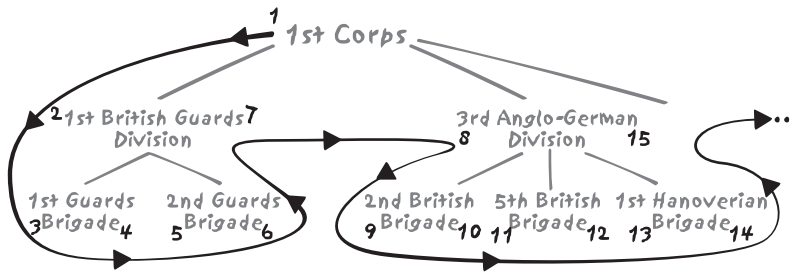 1
1st Corps
2 1st British Guards 7
Division
3rd Anglo-German
8 Division 15
1st Guards
3 Brigade 4
2nd Guards
5 Brigade 6
2nd British
9 Brigade 10
5th British
11 Brigade 12
1st Hanoverian
13 Brigade 14
..